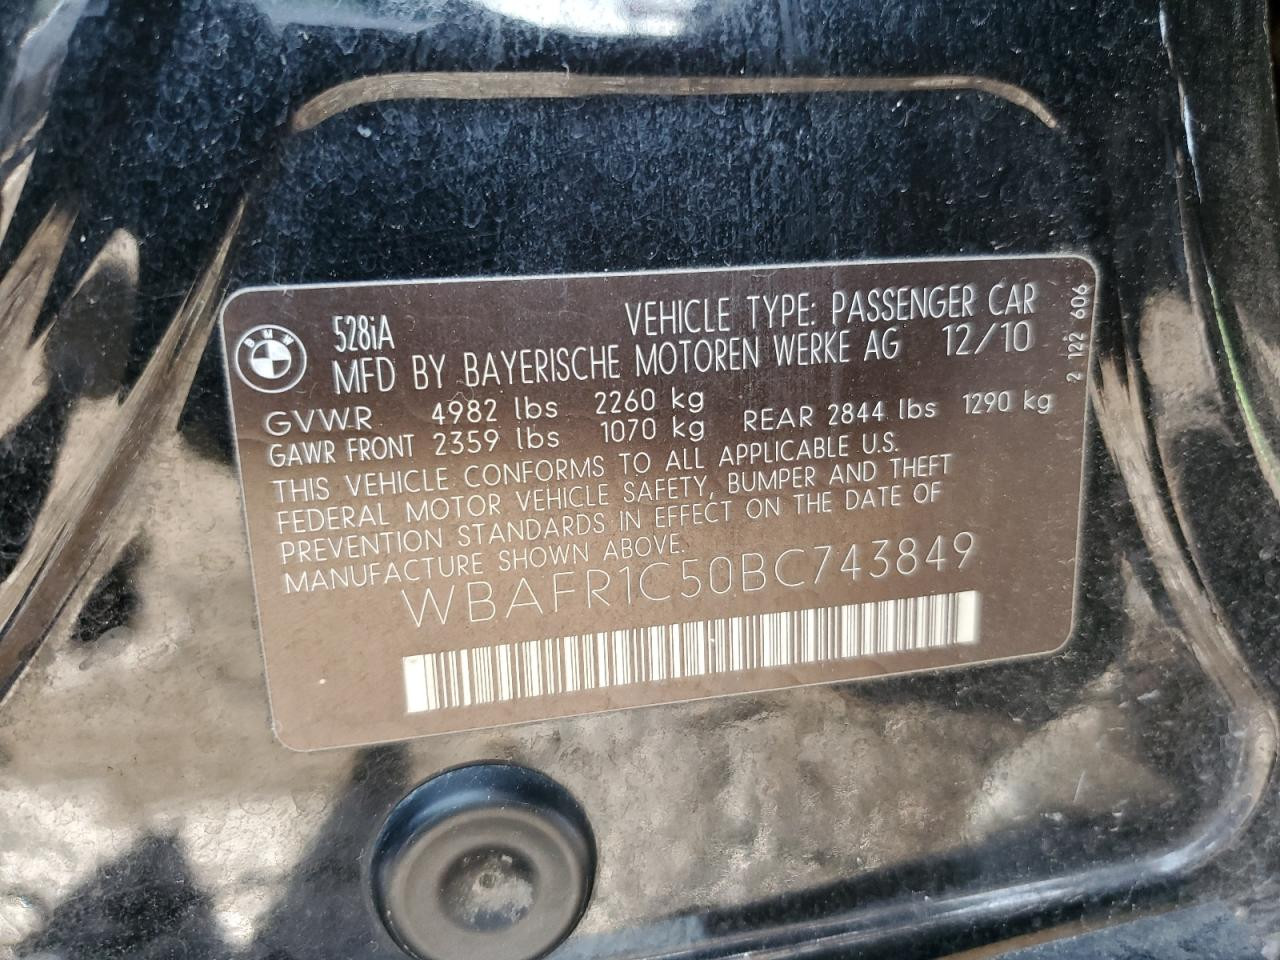 BMW
528iA
VEHICLE TYPE: PASSENGER CAR
MFD BY BAYERISCHE MOTOREN WERKE AG 12/10
GVWR 4982 lbs 2260 kg
GAWR FRONT 2359 lbs 1070 kg REAR 2844 lbs 1290 kg
THIS VEHICLE CONFORMS TO ALL APPLICABLE U.S.
FEDERAL MOTOR VEHICLE SAFETY, BUMPER AND THEFT
PREVENTION STANDARDS IN EFFECT ON THE DATE OF
MANUFACTURE SHOWN ABOVE.
WBAFR1C50BC743849
2 122 606